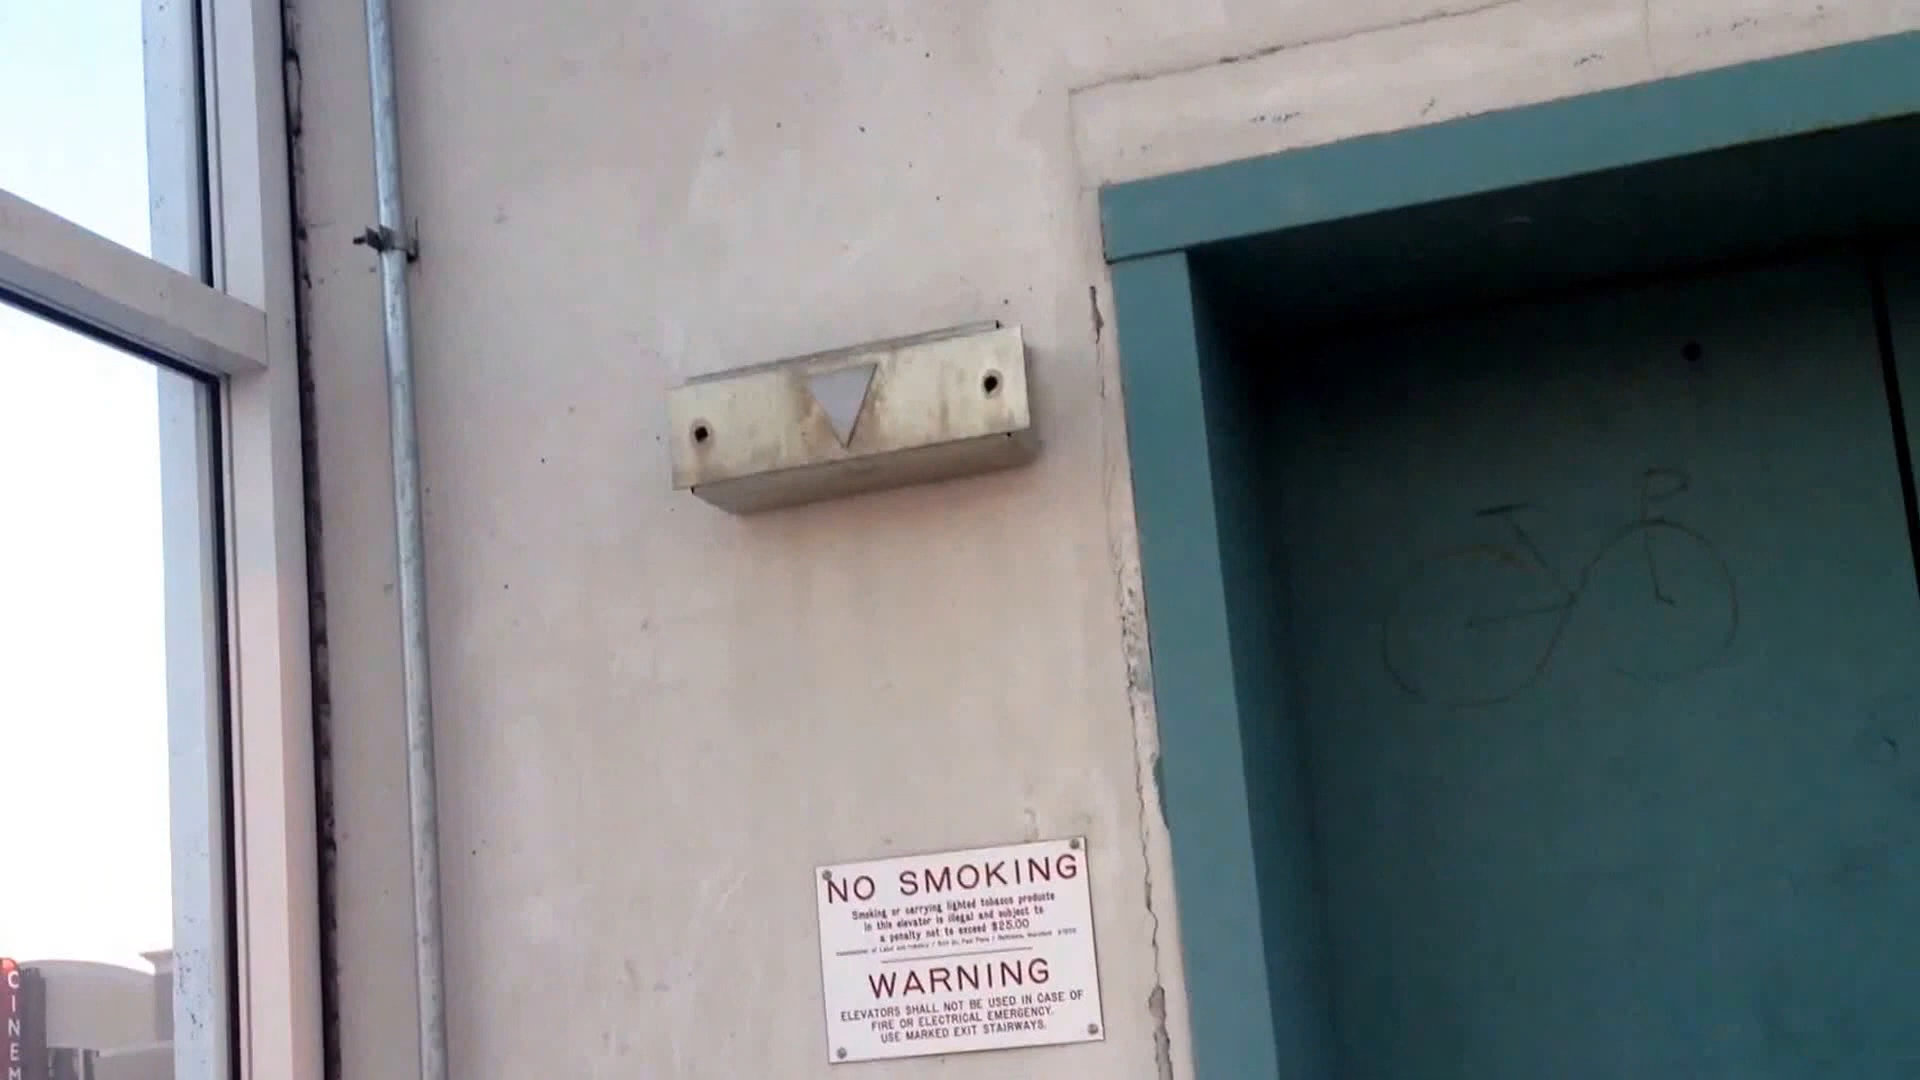 NO SMOKING
Smoking or carrying lighted tobacco products
in this elevator is illegal and subject to
a penalty not to exceed $25.00
WARNING
ELEVATORS SHALL NOT BE USED IN CASE OF
FIRE OR ELECTRICAL EMERGENCY.
USE MARKED EXIT STAIRWAYS.
CINEM